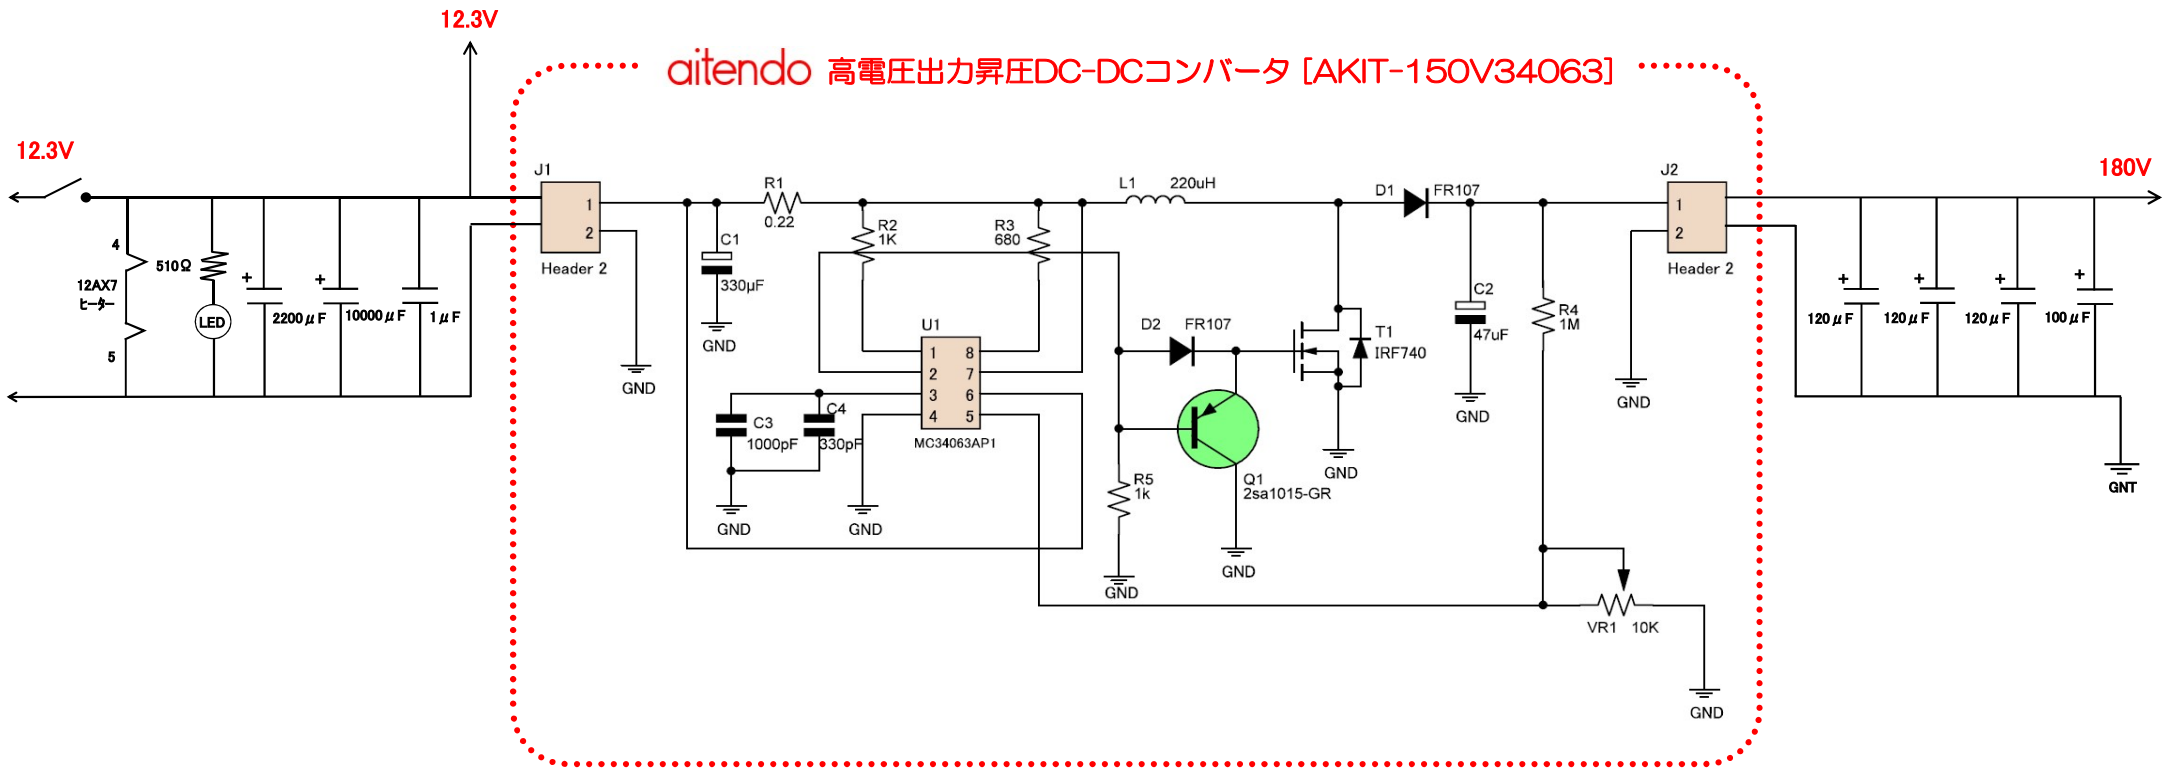 12.3V
aitendo 高電圧出力昇圧DC-DCコンバータ [AKIT-150V34063]
12.3V
180V
J1
1
2
Header 2
R1
0.22
C1
330µF
GND
GND
R2
1K
R3
680
L1
220uH
D1
FR107
J2
1
2
Header 2
4
12AX7
ヒーター
5
510Ω
LED
+
2200μF
+
10000μF
1μF
U1
1
2
3
4
8
7
6
5
MC34063AP1
C3
1000pF
C4
330pF
GND
GND
D2
FR107
T1
IRF740
GND
Q1
2sa1015-GR
GND
R5
1k
GND
C2
47uF
GND
R4
1M
VR1
10K
GND
GND
+
120μF
+
120μF
+
120μF
+
100μF
GNT